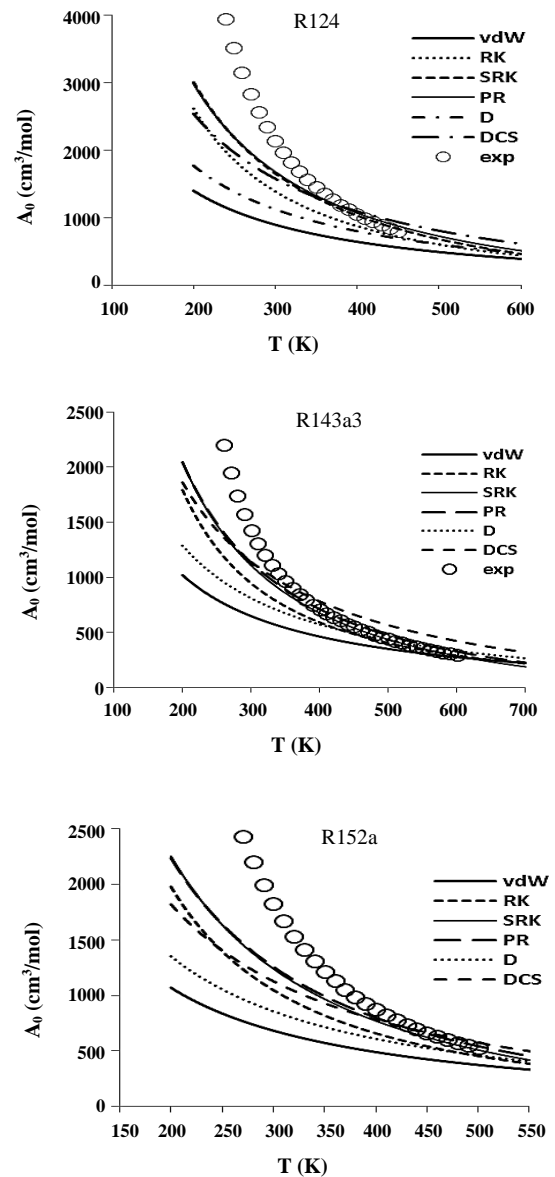 R124
4000
3000
2000
1000
0
A₀ (cm³/mol)
vdW
RK
SRK
PR
D
DCS
exp
100 200 300 400 500 600
T (K)
R143a3
2500
2000
1500
1000
500
0
A₀ (cm³/mol)
vdW
RK
SRK
PR
D
DCS
exp
100 200 300 400 500 600 700
T (K)
R152a
2500
2000
1500
1000
500
0
A₀ (cm³/mol)
vdW
RK
SRK
PR
D
DCS
150 200 250 300 350 400 450 500 550
T (K)